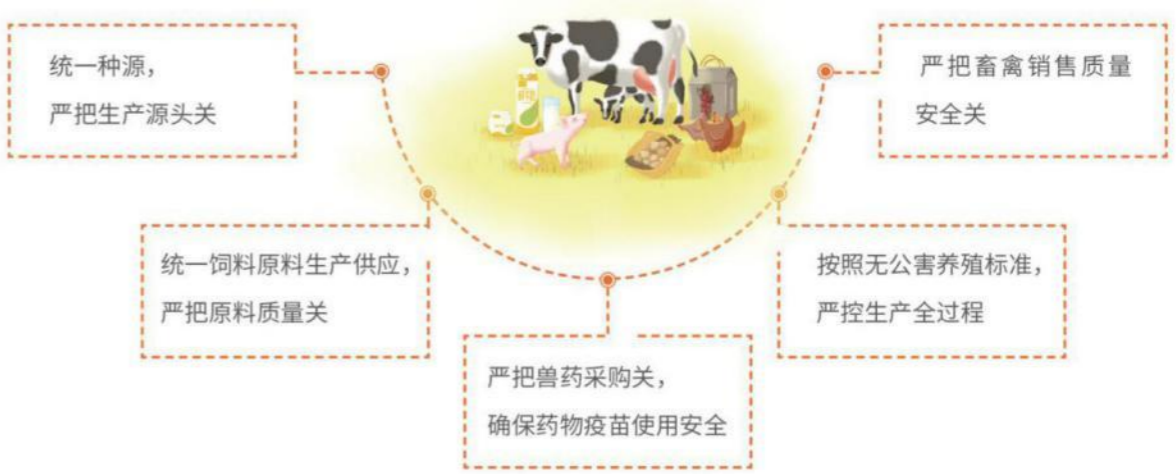 统一种源，
严把生产源头关
统一饲料原料生产供应，
严把原料质量关
严把兽药采购关，
确保药物疫苗使用安全
按照无公害养殖标准，
严控生产全过程
严把畜禽销售质量
安全关